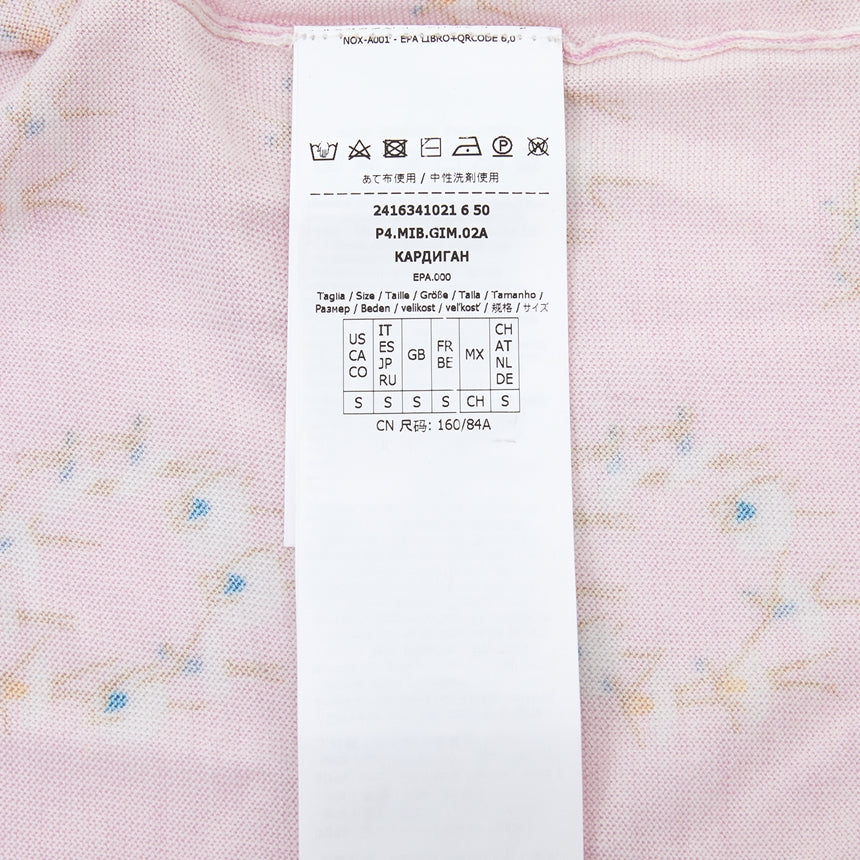 NOX-A001 - EPA LIBRO+QRCODE 6,0
あて布使用 / 中性洗剤使用
2416341021 6 50
P4.MIB.GIM.02A
КАРДИГАН
EPA.000
Taglia / Size / Taille / Größe / Talla / Tamanho /
Размер / Beden / velikost / veľkosť / 规格 / サイズ
US CA CO IT ES JP RU GB FR BE MX CH AT NL DE
S S S S CH S
CN 尺码: 160/84A